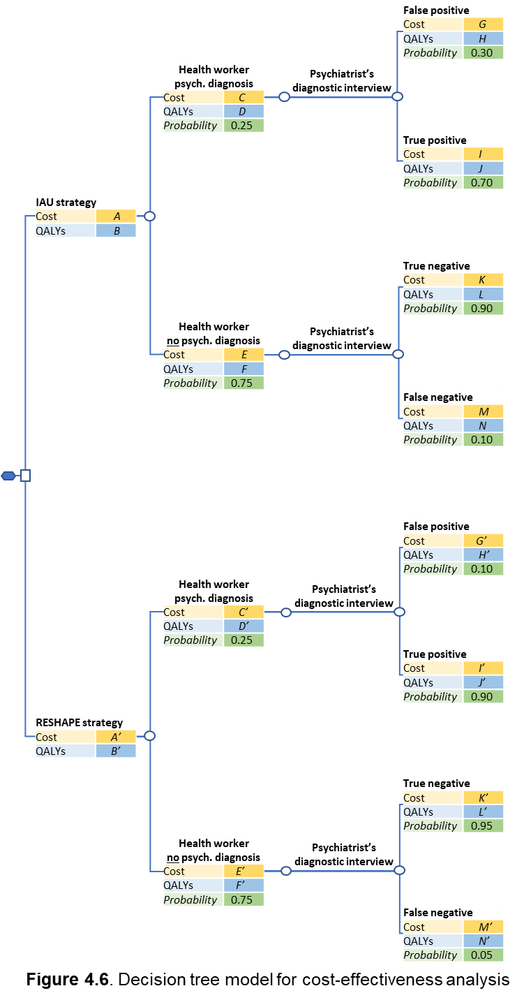 False positive
Cost G
QALYs H
Probability 0.30
Health worker
psych. diagnosis
Cost C
QALYs D
Probability 0.25
Psychiatrist’s
diagnostic interview
True positive
Cost I
QALYs J
Probability 0.70
IAU strategy
Cost A
QALYs B
True negative
Cost K
QALYs L
Probability 0.90
Health worker
no psych. diagnosis
Cost E
QALYs F
Probability 0.75
Psychiatrist’s
diagnostic interview
False negative
Cost M
QALYs N
Probability 0.10
False positive
Cost G’
QALYs H’
Probability 0.10
Health worker
psych. diagnosis
Cost C’
QALYs D’
Probability 0.25
Psychiatrist’s
diagnostic interview
True positive
Cost I’
QALYs J’
Probability 0.90
RESHAPE strategy
Cost A’
QALYs B’
True negative
Cost K’
QALYs L’
Probability 0.95
Health worker
no psych. diagnosis
Cost E’
QALYs F’
Probability 0.75
Psychiatrist’s
diagnostic interview
False negative
Cost M’
QALYs N’
Probability 0.05
Figure 4.6. Decision tree model for cost-effectiveness analysis